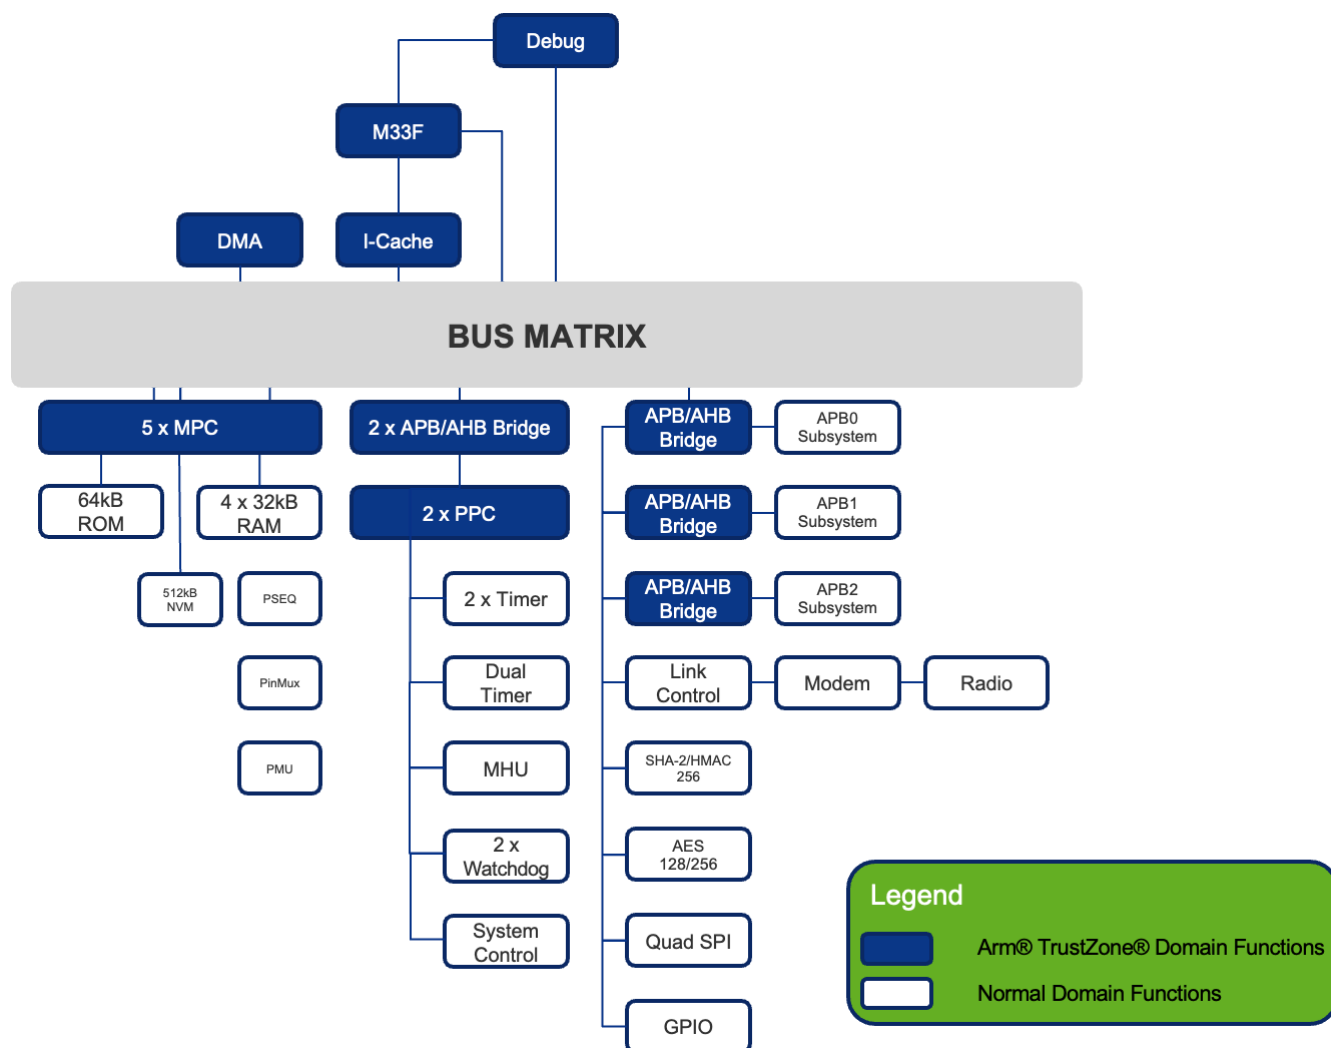 Debug
M33F
DMA
I-Cache
BUS MATRIX
5 x MPC
2 x APB/AHB Bridge
APB/AHB
Bridge
APB0
Subsystem
64kB
ROM
4 x 32kB
RAM
2 x PPC
APB/AHB
Bridge
APB1
Subsystem
512kB
NVM
PSEQ
2 x Timer
APB/AHB
Bridge
APB2
Subsystem
PinMux
Dual
Timer
Link
Control
Modem
Radio
PMU
MHU
SHA-2/HMAC
256
2 x
Watchdog
AES
128/256
System
Control
Quad SPI
GPIO
Legend
Arm® TrustZone® Domain Functions
Normal Domain Functions